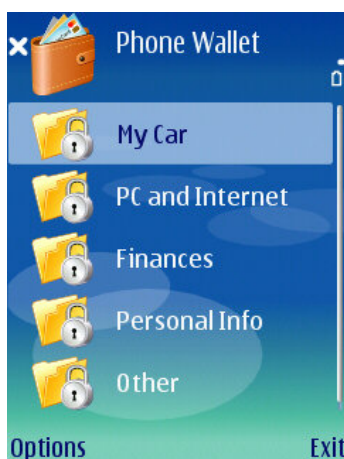 Phone Wallet
My Car
PC and Internet
Finances
Personal Info
Other
Options
Exit